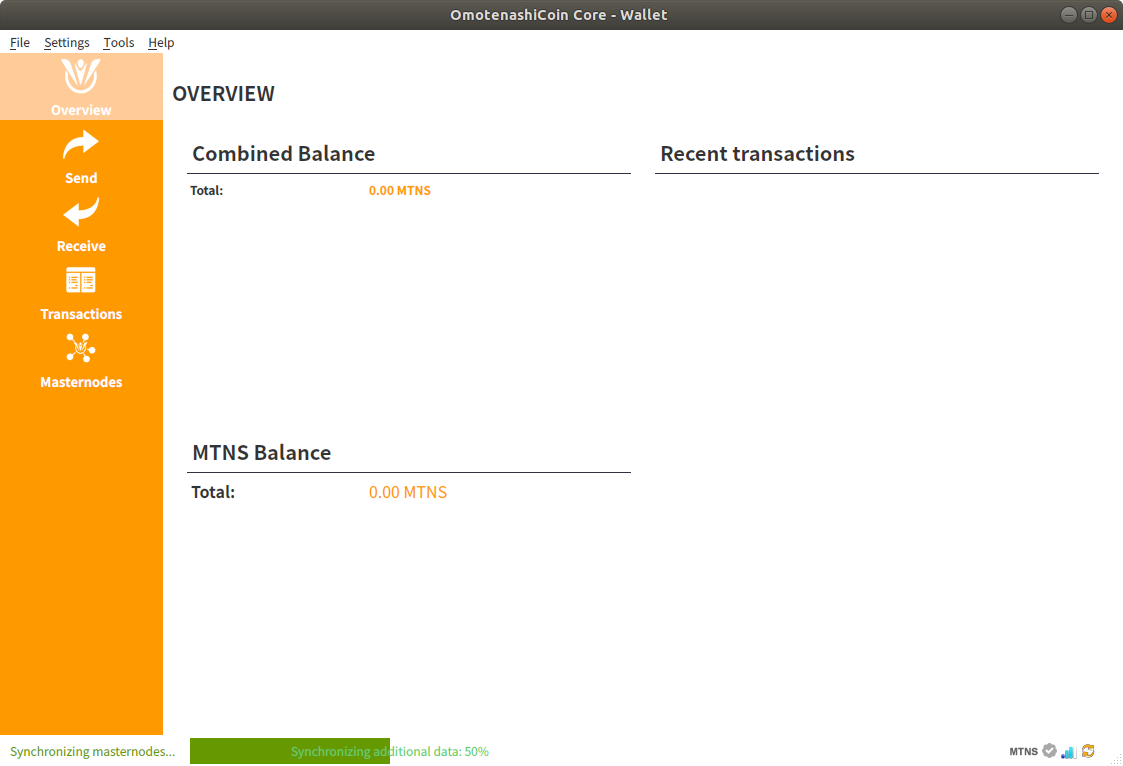 OmotenashiCoin Core - Wallet
File Settings Tools Help
Overview
Send
Receive
Transactions
Masternodes
OVERVIEW
Combined Balance
Total: 0.00 MTNS
Recent transactions
MTNS Balance
Total: 0.00 MTNS
Synchronizing masternodes... Synchronizing additional data: 50% MTNS